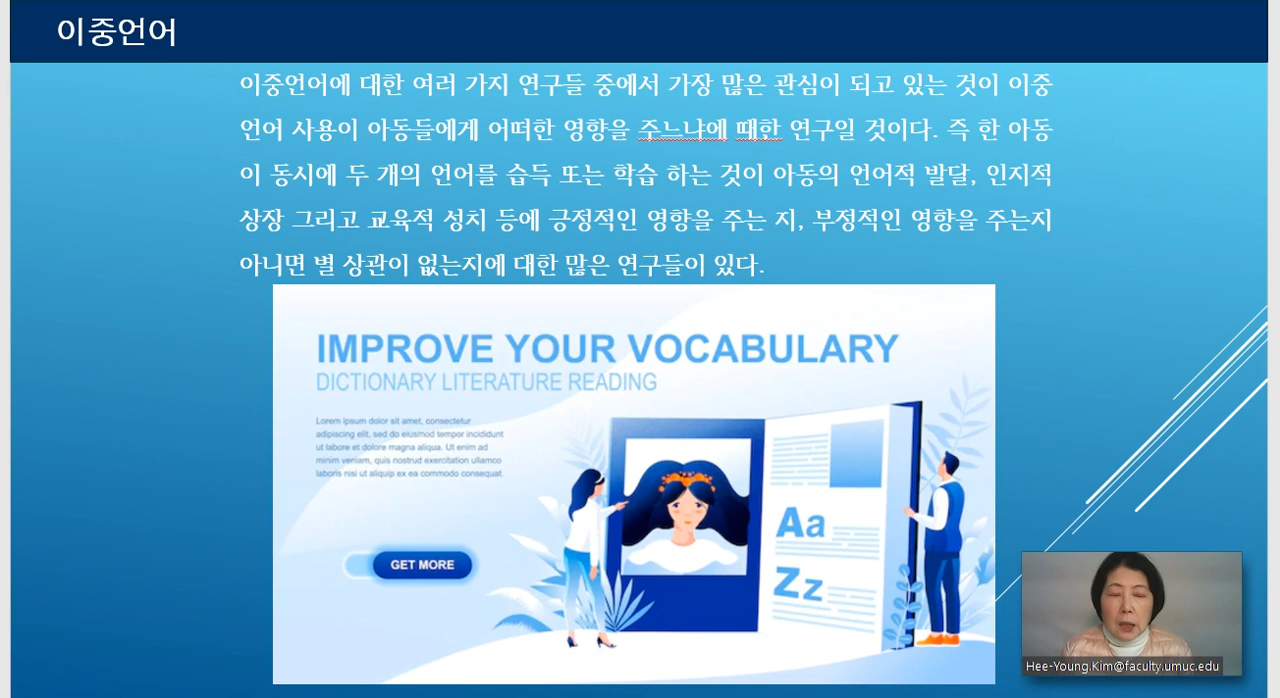 이중언어
이중언어에 대한 여러 가지 연구들 중에서 가장 많은 관심이 되고 있는 것이 이중
언어 사용이 아동들에게 어떠한 영향을 주느냐에 때한 연구일 것이다. 즉 한 아동
이 동시에 두 개의 언어를 습득 또는 학습 하는 것이 아동의 언어적 발달, 인지적
상장 그리고 교육적 성치 등에 긍정적인 영향을 주는 지, 부정적인 영향을 주는지
아니면 별 상관이 없는지에 대한 많은 연구들이 있다.
IMPROVE YOUR VOCABULARY
DICTIONARY LITERATURE READING
Lorem ipsum dolor sit amet, consectetur
adipiscing elit, sed do eiusmod tempor incididunt
ut labore et dolore magna aliqua. Ut enim ad
minim veniam, quis nostrud exercitation ullamco
laboris nisi ut aliquip ex ea commodo consequat.
GET MORE
Aa
Zz
Hee-Young.Kim@faculty.umuc.edu